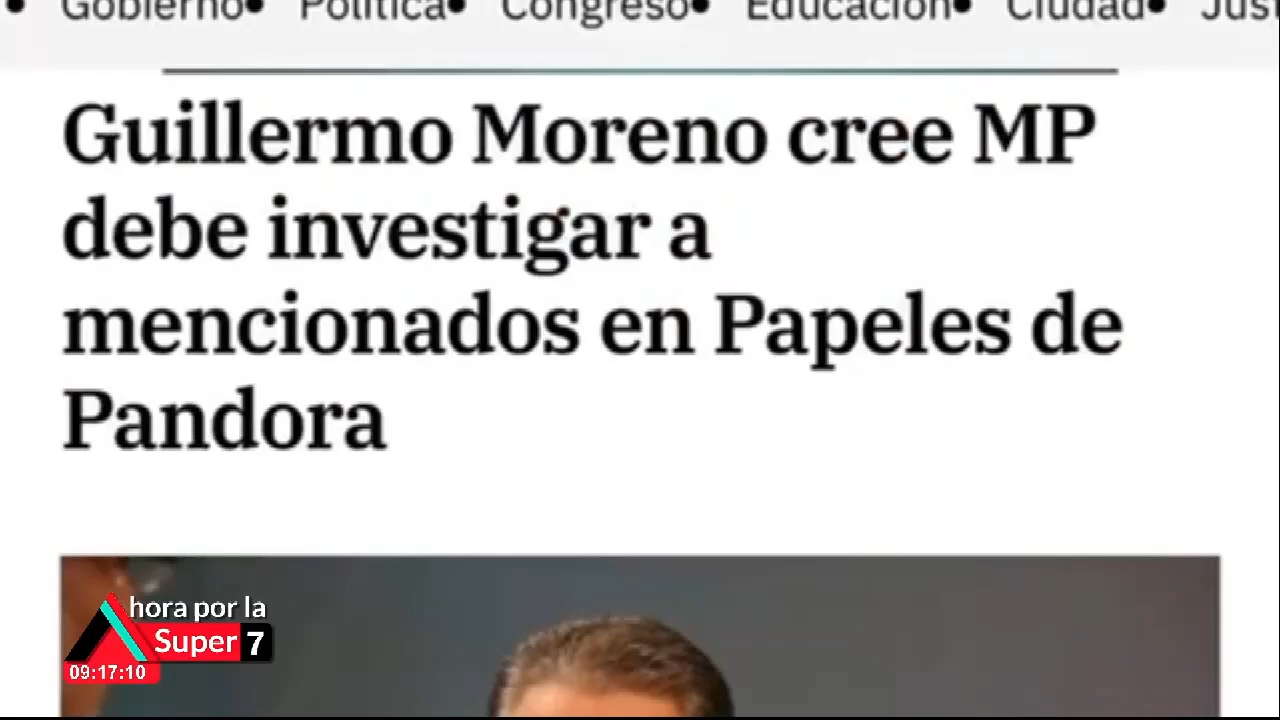 Gobierno • Política • Congreso • Educación • Ciudad •
Guillermo Moreno cree MP
debe investigar a
mencionados en Papeles de
Pandora
hora por la
Super 7
09:17:10